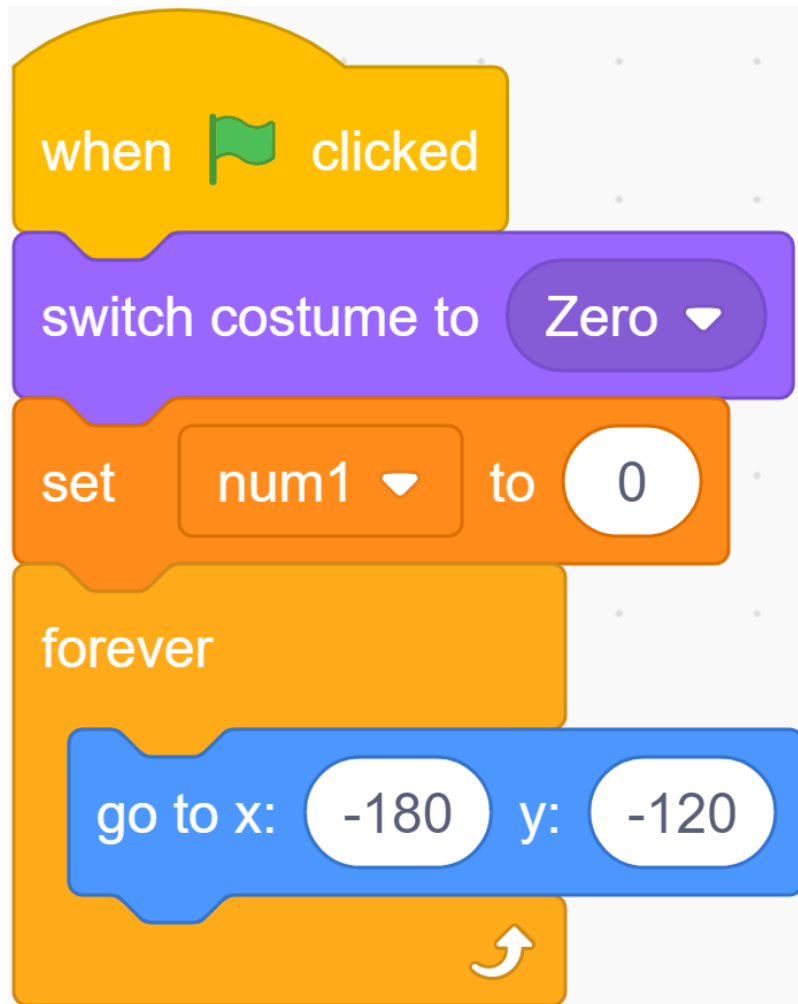 when clicked
switch costume to Zero
set num1 to 0
forever
go to x: -180 y: -120